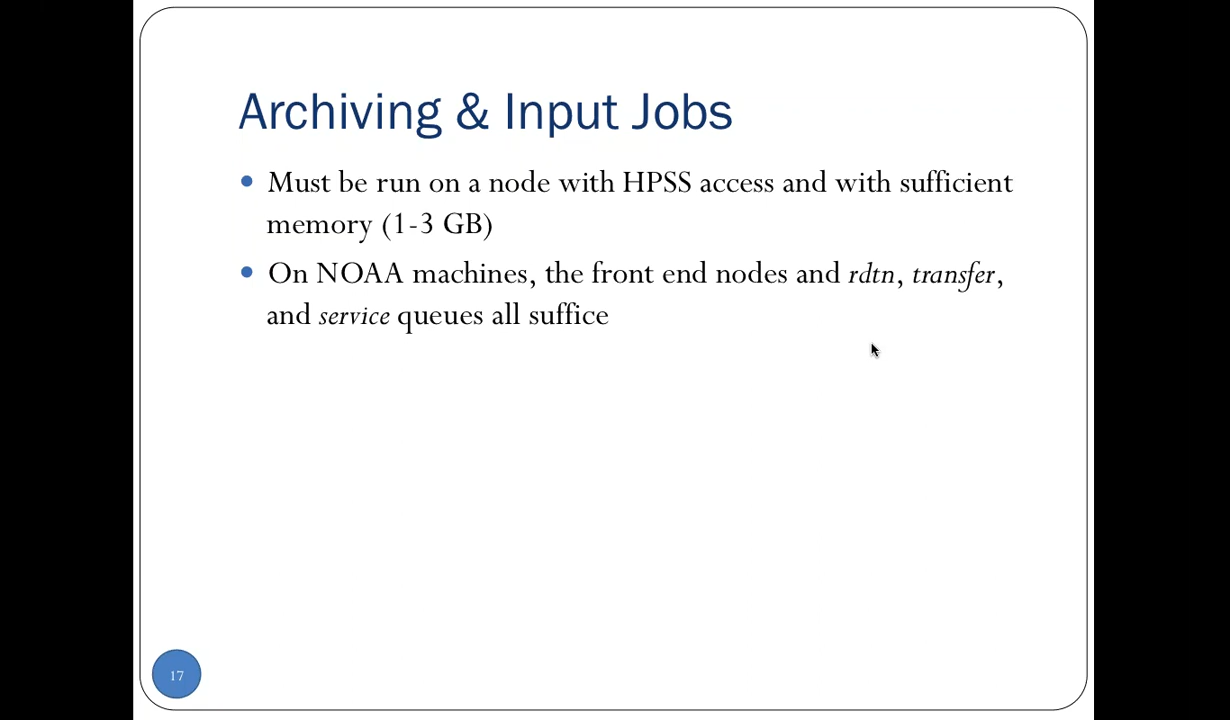 Archiving & Input Jobs
• Must be run on a node with HPSS access and with sufficient
memory (1-3 GB)
• On NOAA machines, the front end nodes and rdtn, transfer,
and service queues all suffice
17